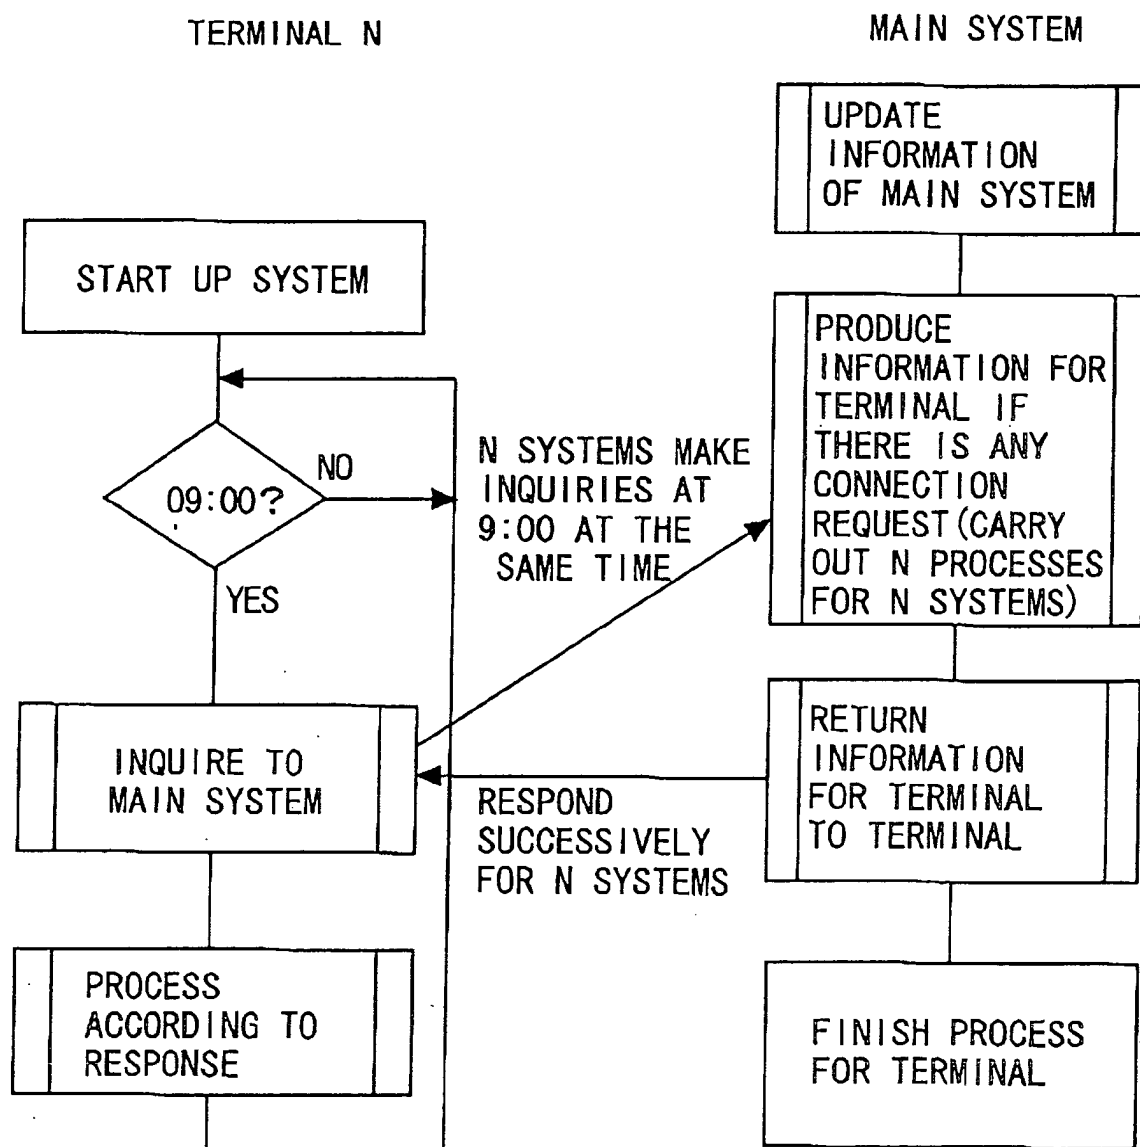 TERMINAL N
MAIN SYSTEM
UPDATE
INFORMATION
OF MAIN SYSTEM
START UP SYSTEM
PRODUCE
INFORMATION FOR
TERMINAL IF
THERE IS ANY
CONNECTION
REQUEST(CARRY
OUT N PROCESSES
FOR N SYSTEMS)
09:00?
NO
YES
N SYSTEMS MAKE
INQUIRIES AT
9:00 AT THE
SAME TIME
INQUIRE TO
MAIN SYSTEM
RETURN
INFORMATION
FOR TERMINAL
TO TERMINAL
RESPOND
SUCCESSIVELY
FOR N SYSTEMS
PROCESS
ACCORDING TO
RESPONSE
FINISH PROCESS
FOR TERMINAL